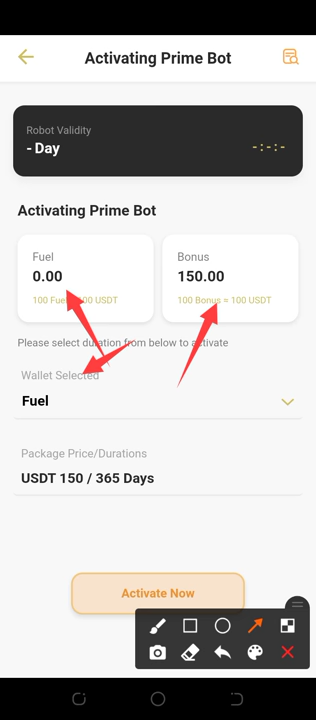 Activating Prime Bot
Robot Validity
- Day
-:-:-
Activating Prime Bot
Fuel
0.00
100 Fuel 00 USDT
Bonus
150.00
100 Bonus = 100 USDT
Please select duration from below to activate
Wallet Selected
Fuel
Package Price/Durations
USDT 150 / 365 Days
Activate Now